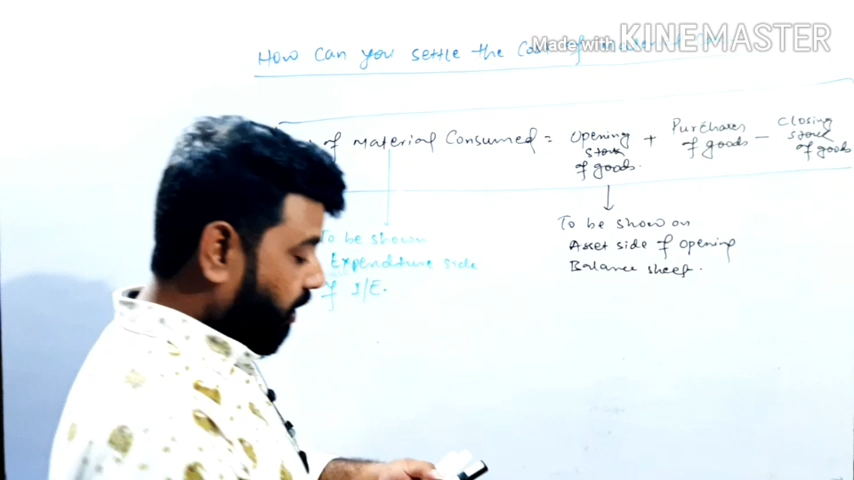 Made with KINEMASTER
How can you settle the
of Material Consumed = Opening stock of goods. + Purchases of goods - Closing stock of goods
To be shown
Expenditure side
of I/E.
To be show on
Asset side of opening
Balance sheet.